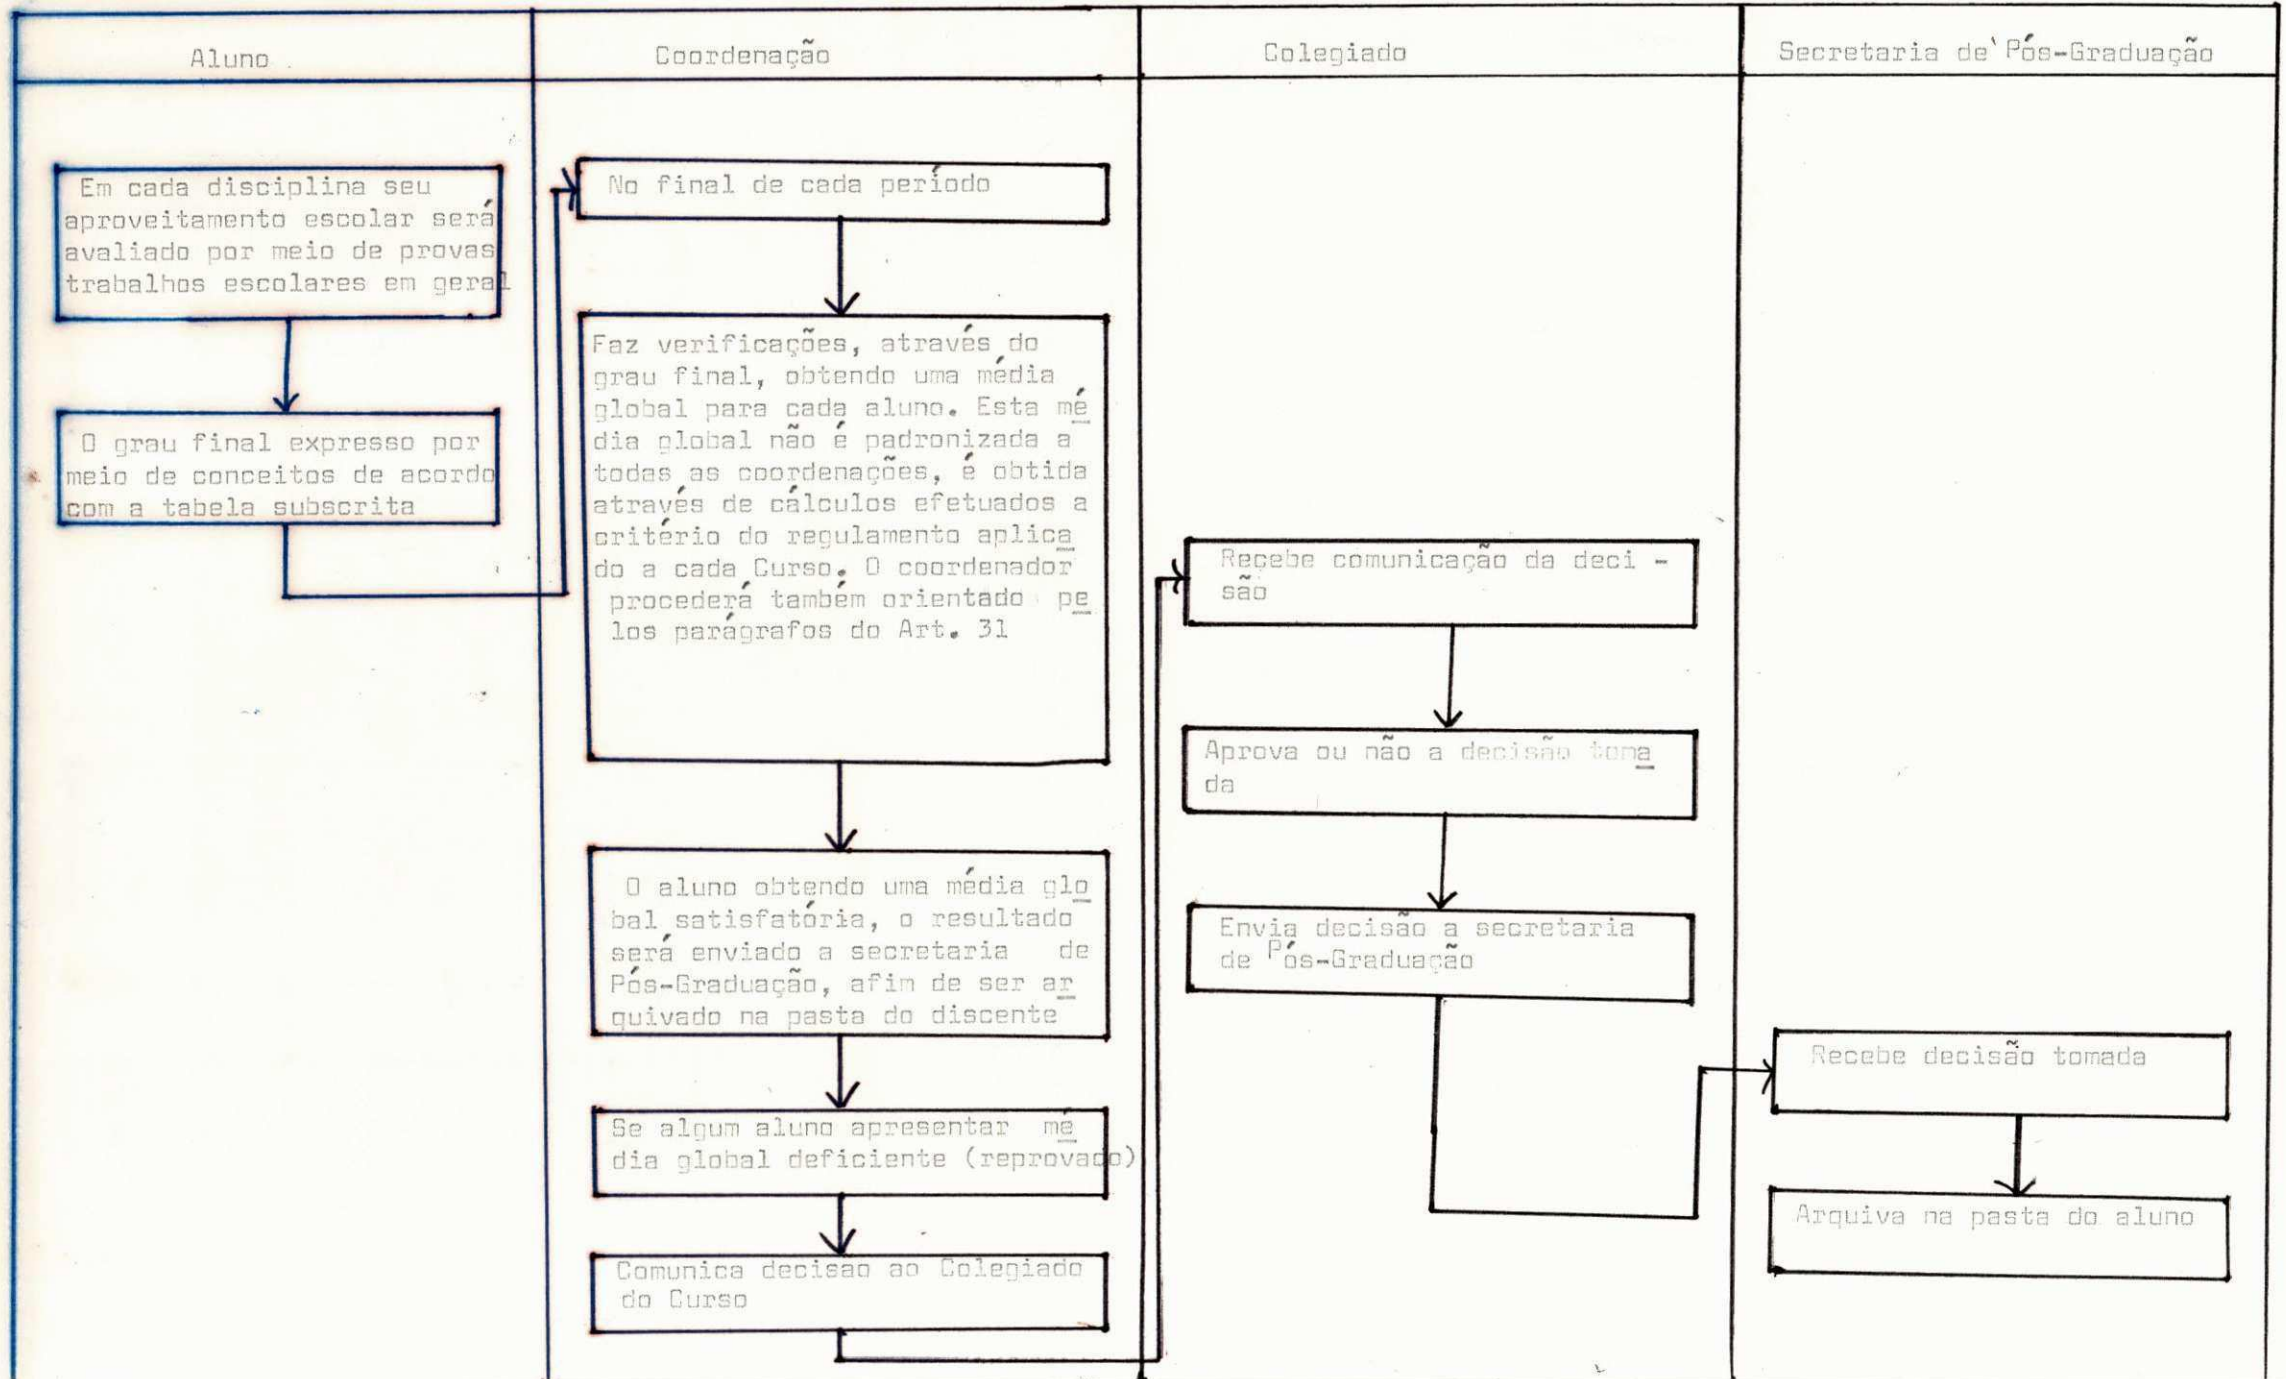 Aluno
Coordenação
Colegiado
Secretaria de Pós-Graduação
Em cada disciplina seu
aproveitamento escolar será
avaliado por meio de provas
trabalhos escolares em geral
O grau final expresso por
meio de conceitos de acordo
com a tabela subscrita
No final de cada período
Faz verificações, através do
grau final, obtendo uma média
global para cada aluno. Esta mé
dia global não é padronizada a
todas as coordenações, é obtida
através de cálculos efetuados a
critério do regulamento aplica
do a cada Curso. O coordenador
procederá também orientado pe
los parágrafos do Art. 31
O aluno obtendo uma média glo
bal satisfatória, o resultado
será enviado a secretaria de
Pós-Graduação, afim de ser ar
quivado na pasta do discente
Se algum aluno apresentar mé
dia global deficiente (reprovado)
Comunica decisao ao Colegiado
do Curso
Recebe comunicação da deci -
são
Aprova ou não a decisão toma
da
Envia decisão a secretaria
de Pós-Graduação
Recebe decisão tomada
Arquiva na pasta do aluno